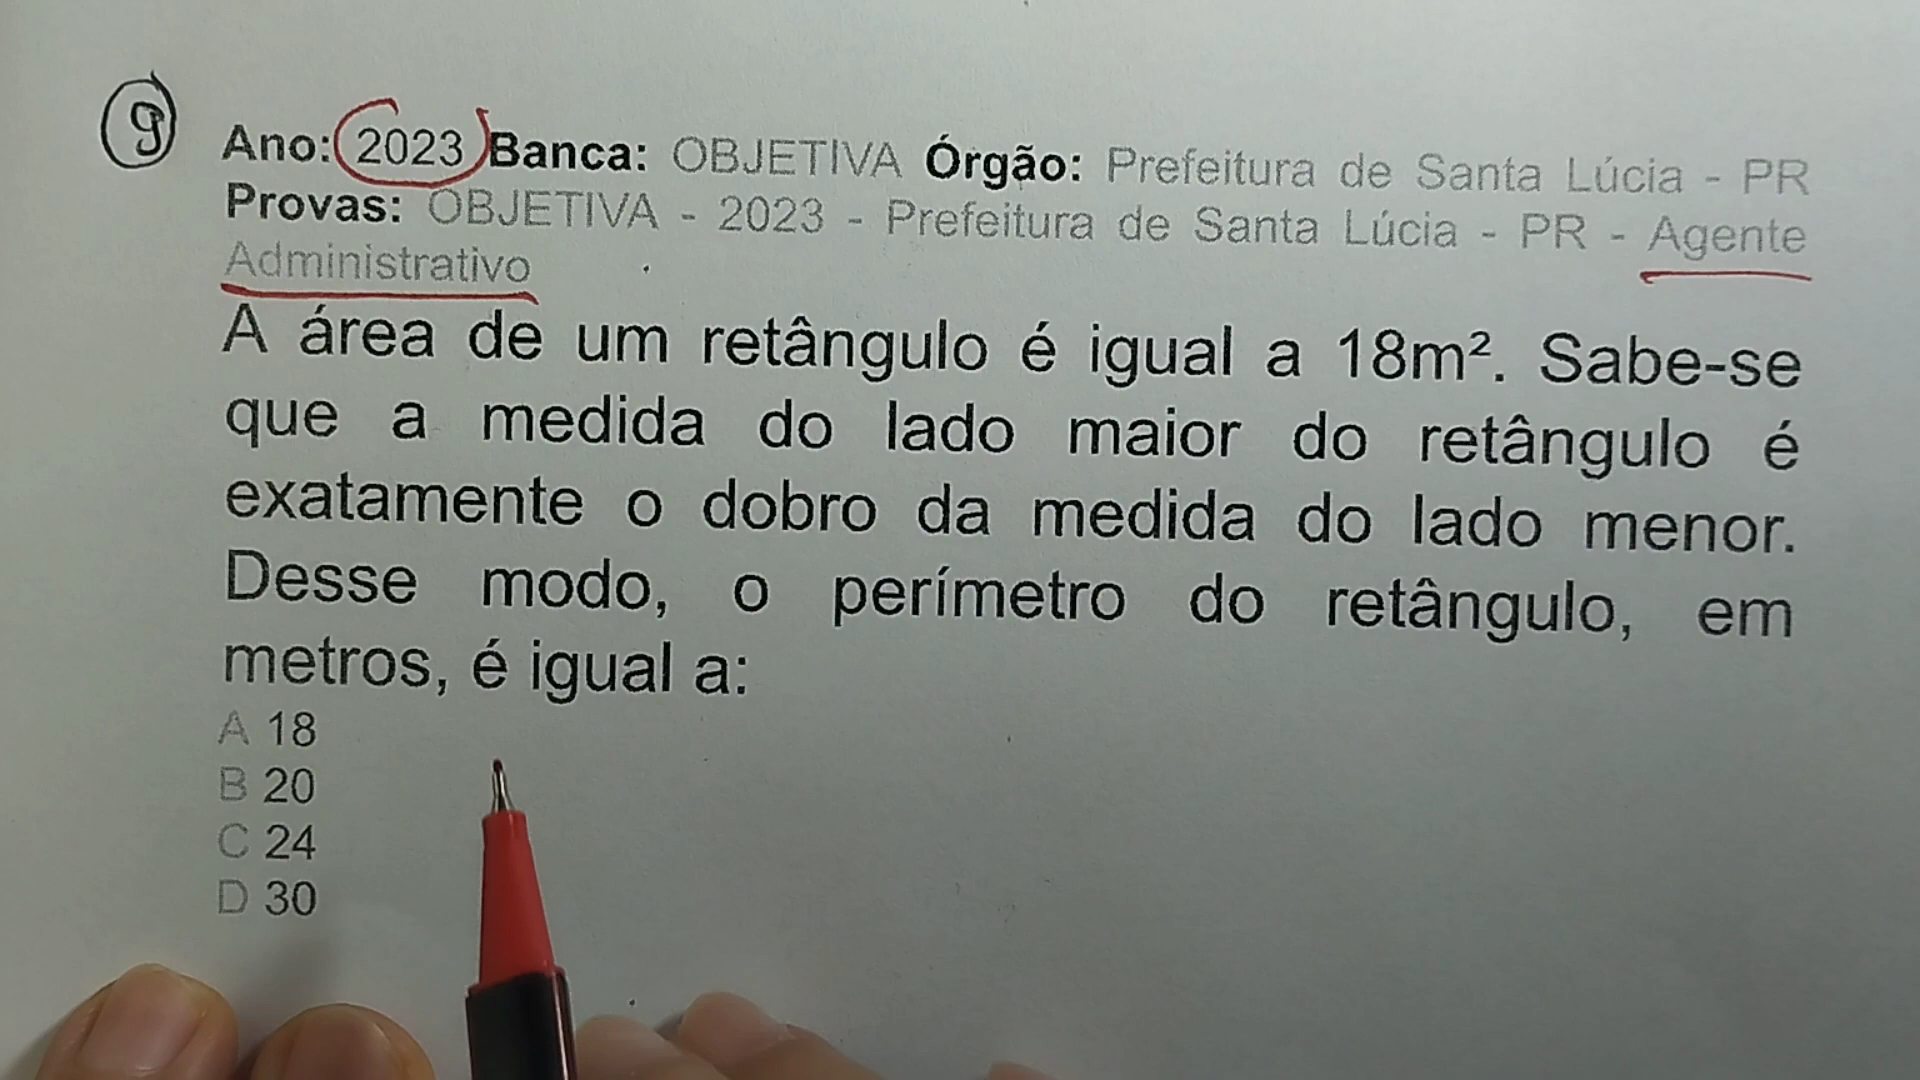 9 Ano: 2023 Banca: OBJETIVA Órgão: Prefeitura de Santa Lúcia - PR
Provas: OBJETIVA - 2023 - Prefeitura de Santa Lúcia - PR - Agente
Administrativo
A área de um retângulo é igual a 18m². Sabe-se
que a medida do lado maior do retângulo é
exatamente o dobro da medida do lado menor.
Desse modo, o perímetro do retângulo, em
metros, é igual a:
A 18
B 20
C 24
D 30